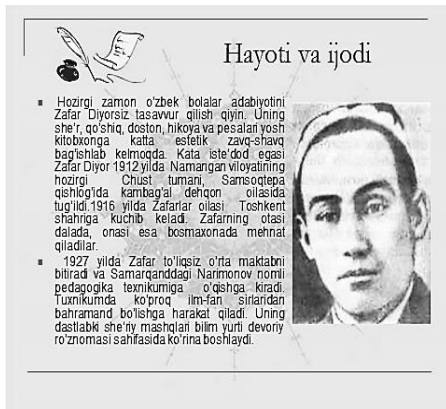 Hayoti va ijodi
Hozirgi zamon o'zbek bolalar adabiyotini
Zafar Diyorsiz tasavvur qilish qiyin. Uning
she'r, qo'shiq, doston, hikoya va pesalari yosh
kitobxonga katta estetik zavq-shavq
bag'ishlab kelmoqda. Kata iste'dod egasi
Zafar Diyor 1912 yilda Namangan viloyatining
hozirgi Chust tumani, Samsoqtepa
qishlog'ida kambag'al dehqon oilasida
tug'ildi.1916 yilda Zafarlar oilasi Toshkent
shahriga kuchib keladi. Zafarning otasi
dalada, onasi esa bosmaxonada mehnat
qiladilar.
1927 yilda Zafar to'liqsiz o'rta maktabni
bitiradi va Samarqanddagi Narimonov nomli
pedagogika texnikumiga o'qishga kiradi.
Tuxnikumda ko'proq ilm-fan sirlaridan
bahramand bo'lishga harakat qiladi. Uning
dastlabki she'riy mashqlari bilim yurti devoriy
ro'znomasi sahifasida ko'rina boshlaydi.